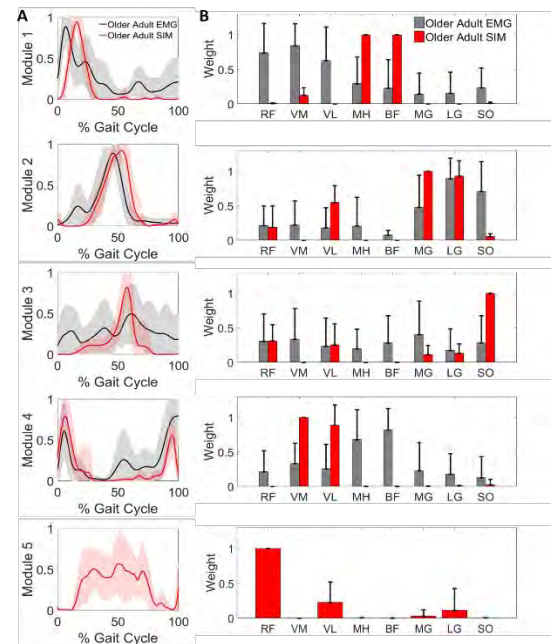 A
B
Older Adult EMG
Older Adult SIM
Module 1
1
0.5
0
0 50 100
% Gait Cycle
Older Adult EMG
Older Adult SIM
Weight
1
0.5
0
RF VM VL MH BF MG LG SO
Module 2
1
0.5
0
0 50 100
% Gait Cycle
Weight
1
0.5
0
RF VM VL MH BF MG LG SO
Module 3
1
0.5
0
0 50 100
% Gait Cycle
Weight
1
0
RF VM VL MH BF MG LG SO
Module 4
1
0.5
0
0 50 100
% Gait Cycle
Weight
1
0.5
0
RF VM VL MH BF MG LG SO
Module 5
1
0.5
0
0 50 100
% Gait Cycle
Weight
1
0.5
0
RF VM VL MH BF MG LG SO